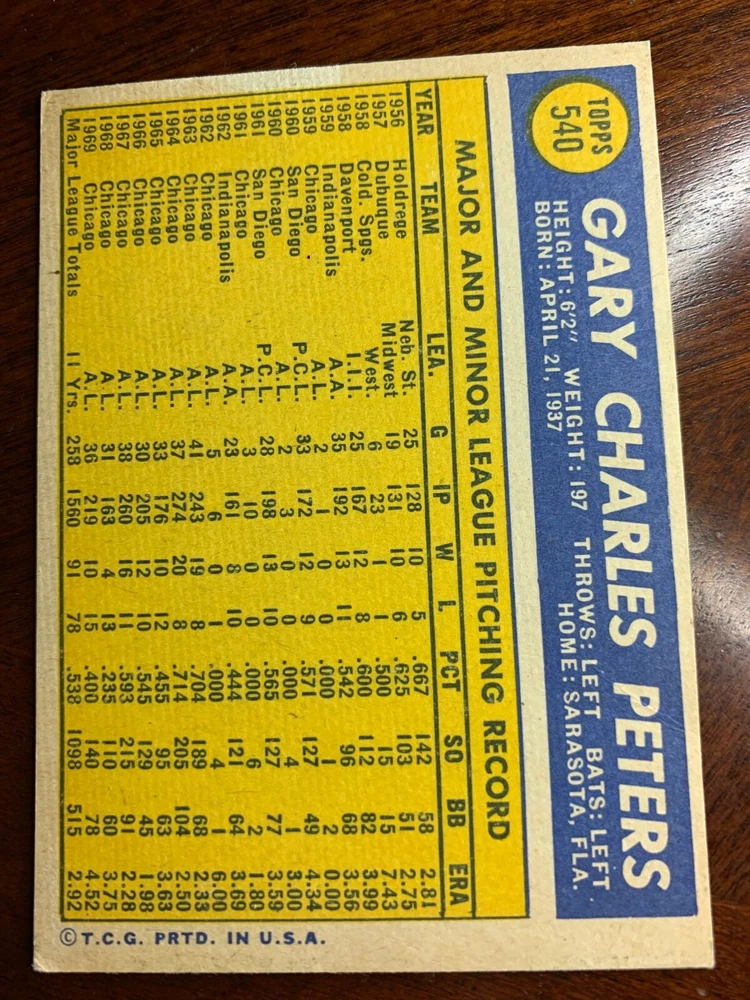 TOPPS
540
GARY CHARLES PETERS
HEIGHT: 6'2" WEIGHT: 197 THROWS: LEFT BATS: LEFT
BORN: APRIL 21, 1937 HOME: SARASOTA, FLA.
MAJOR AND MINOR LEAGUE PITCHING RECORD
YEAR TEAM LEA. G IP W L PCT SO BB ERA
1956 Holdrege Neb. St. 25 128 10 5 .667 142 58 2.81
1957 Dubuque Midwest 19 131 10 6 .625 103 51 2.75
1958 Cold. Spgs. West. 6 23 1 1 .500 15 15 7.43
1958 Davenport I.I.I. 25 167 12 8 .600 112 82 3.99
1959 Indianapolis A.A. 35 192 13 11 .542 96 68 3.56
1959 Chicago A.L. 2 1 0 0 .000 1 2 0.00
1960 San Diego P.C.L. 33 172 12 9 .571 127 49 4.34
1960 Chicago A.L. 2 3 0 0 .000 4 1 3.00
1961 San Diego P.C.L. 28 198 13 10 .565 127 77 3.59
1961 Chicago A.L. 3 10 0 0 .000 6 2 1.80
1962 Indianapolis A.A. 23 161 8 10 .444 121 64 3.69
1962 Chicago A.L. 5 6 0 1 .000 4 1 6.00
1963 Chicago A.L. 41 243 19 8 .704 189 68 2.33
1964 Chicago A.L. 37 274 20 8 .714 205 104 2.50
1965 Chicago A.L. 33 176 10 12 .455 95 63 3.63
1966 Chicago A.L. 30 205 12 10 .545 129 45 1.98
1967 Chicago A.L. 38 260 16 11 .593 215 91 2.28
1968 Chicago A.L. 31 163 4 13 .235 110 60 3.75
1969 Chicago A.L. 36 219 10 15 .400 140 78 4.52
Major League Totals 11 Yrs. 258 1560 91 78 .538 1098 515 2.92
© T.C.G. PRTD. IN U.S.A.